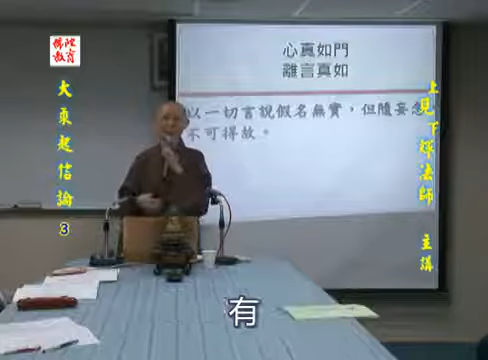 佛陀
教育
大乘起信論 3
心真如門
離言真如
以一切言說假名無實，但隨妄念
不可得故。
上見下輝法師 主講
有